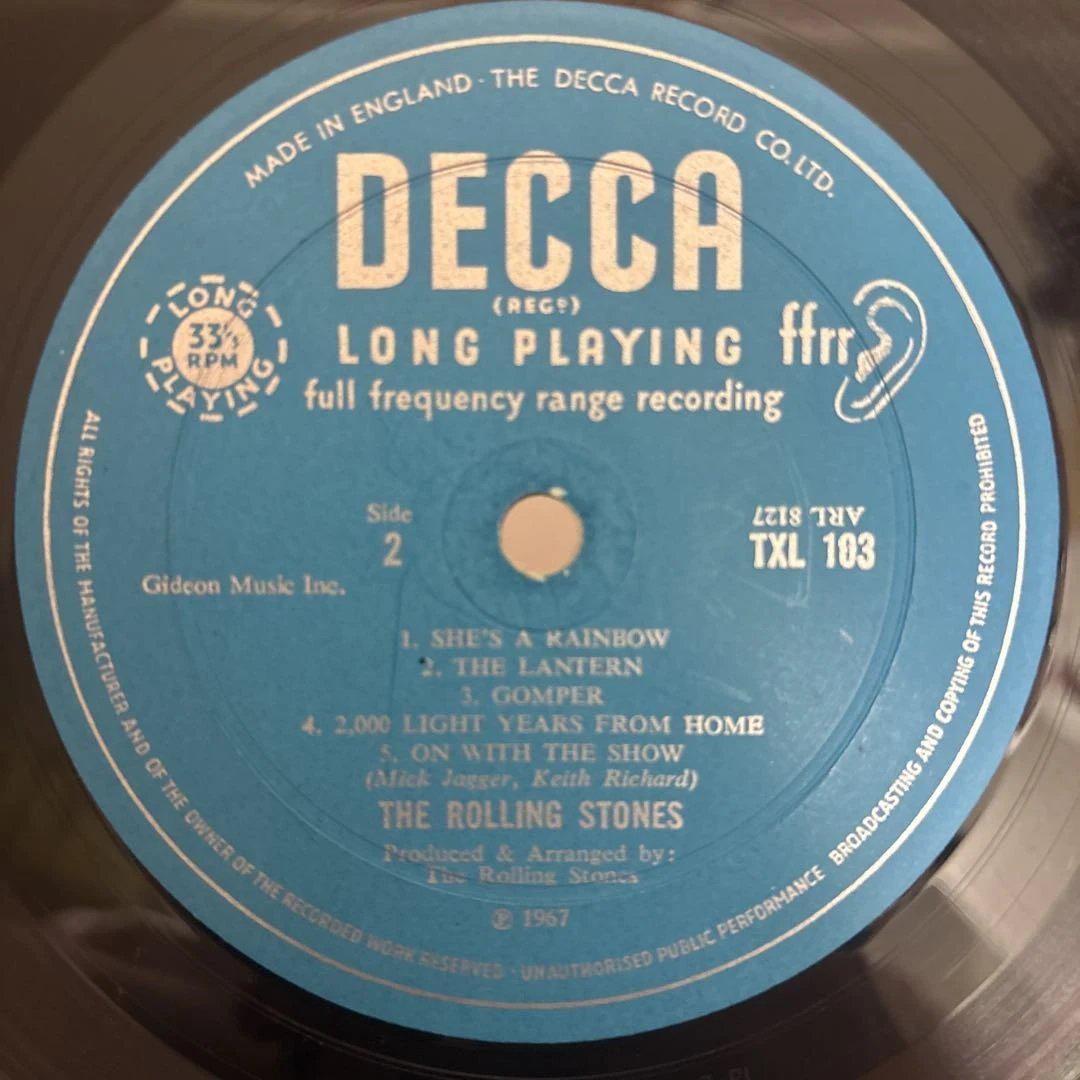 MADE IN ENGLAND · THE DECCA RECORD CO. LTD.
DECCA
(REGD)
LONG 33⅓ RPM PLAYING
LONG PLAYING
ffrr
full frequency range recording
Side
2
ARL 8127
TXL 103
Gideon Music Inc.
1. SHE'S A RAINBOW
2. THE LANTERN
3. GOMPER
4. 2,000 LIGHT YEARS FROM HOME
5. ON WITH THE SHOW
(Mick Jagger, Keith Richard)
THE ROLLING STONES
Produced & Arranged by:
The Rolling Stones
℗ 1967
ALL RIGHTS OF THE MANUFACTURER AND OF THE OWNER OF THE RECORDED WORK RESERVED · UNAUTHORISED PUBLIC PERFORMANCE BROADCASTING AND COPYING OF THIS RECORD PROHIBITED